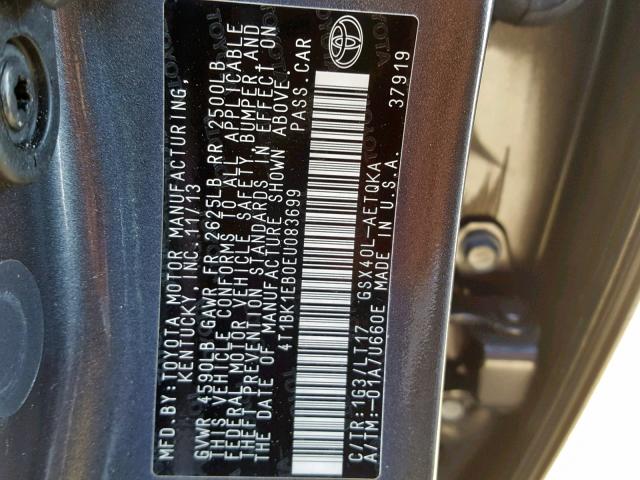 MFD.BY:TOYOTA MOTOR MANUFACTURING,
KENTUCKY, INC. 11/13
GVWR 4590LB GAWR FR 2625LB RR 2500LB
THIS VEHICLE CONFORMS TO ALL APPLICABLE
FEDERAL MOTOR VEHICLE SAFETY, BUMPER AND
THEFT PREVENTION STANDARDS IN EFFECT ON
THE DATE OF MANUFACTURE SHOWN ABOVE.
4T1BK1EB0EU083699 PASS.CAR
C/TR:1G3/LT17 GSX40L-AETQKA
A/TM:-01A/U660E MADE IN U.S.A. 37919
TOYOTA